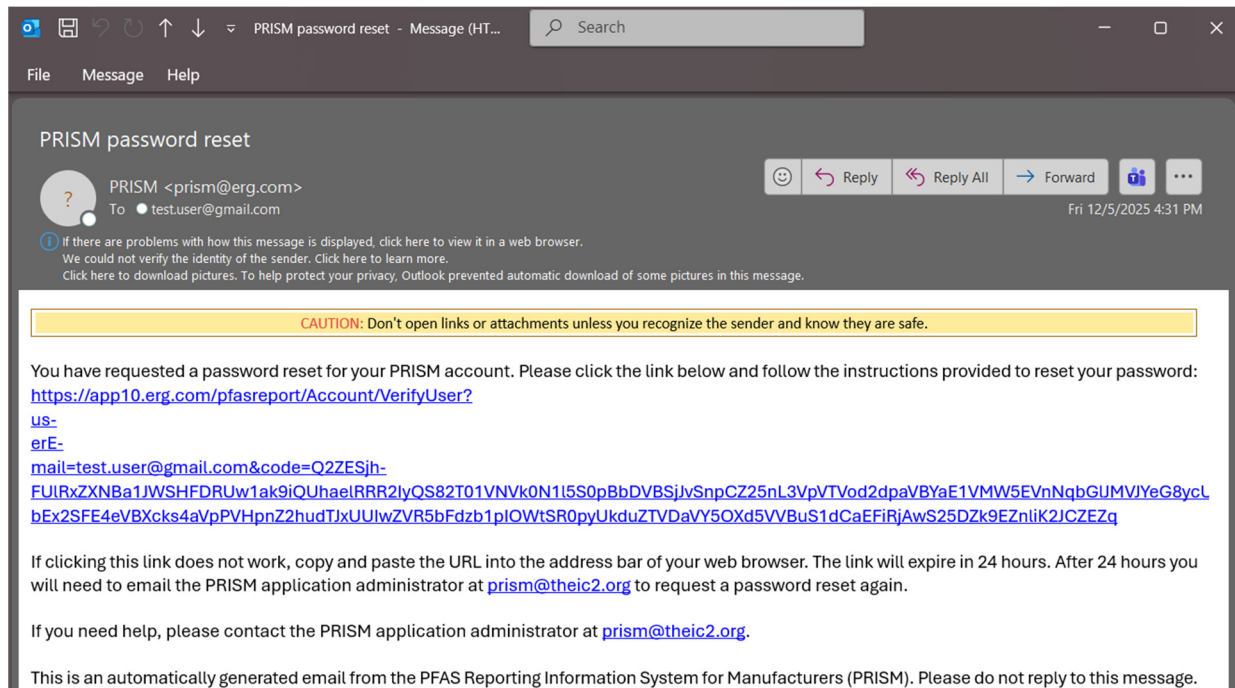 PRISM password reset - Message (HT...
Search
File Message Help
PRISM password reset
PRISM <prism@erg.com>
To test.user@gmail.com
Reply Reply All Forward
Fri 12/5/2025 4:31 PM
If there are problems with how this message is displayed, click here to view it in a web browser.
We could not verify the identity of the sender. Click here to learn more.
Click here to download pictures. To help protect your privacy, Outlook prevented automatic download of some pictures in this message.
CAUTION: Don't open links or attachments unless you recognize the sender and know they are safe.
You have requested a password reset for your PRISM account. Please click the link below and follow the instructions provided to reset your password:
https://app10.erg.com/pfasreport/Account/VerifyUser?
us-
erE-
mail=test.user@gmail.com&code=Q2ZESjh-
If clicking this link does not work, copy and paste the URL into the address bar of your web browser. The link will expire in 24 hours. After 24 hours you
will need to email the PRISM application administrator at prism@theic2.org to request a password reset again.
If you need help, please contact the PRISM application administrator at prism@theic2.org.
This is an automatically generated email from the PFAS Reporting Information System for Manufacturers (PRISM). Please do not reply to this message.